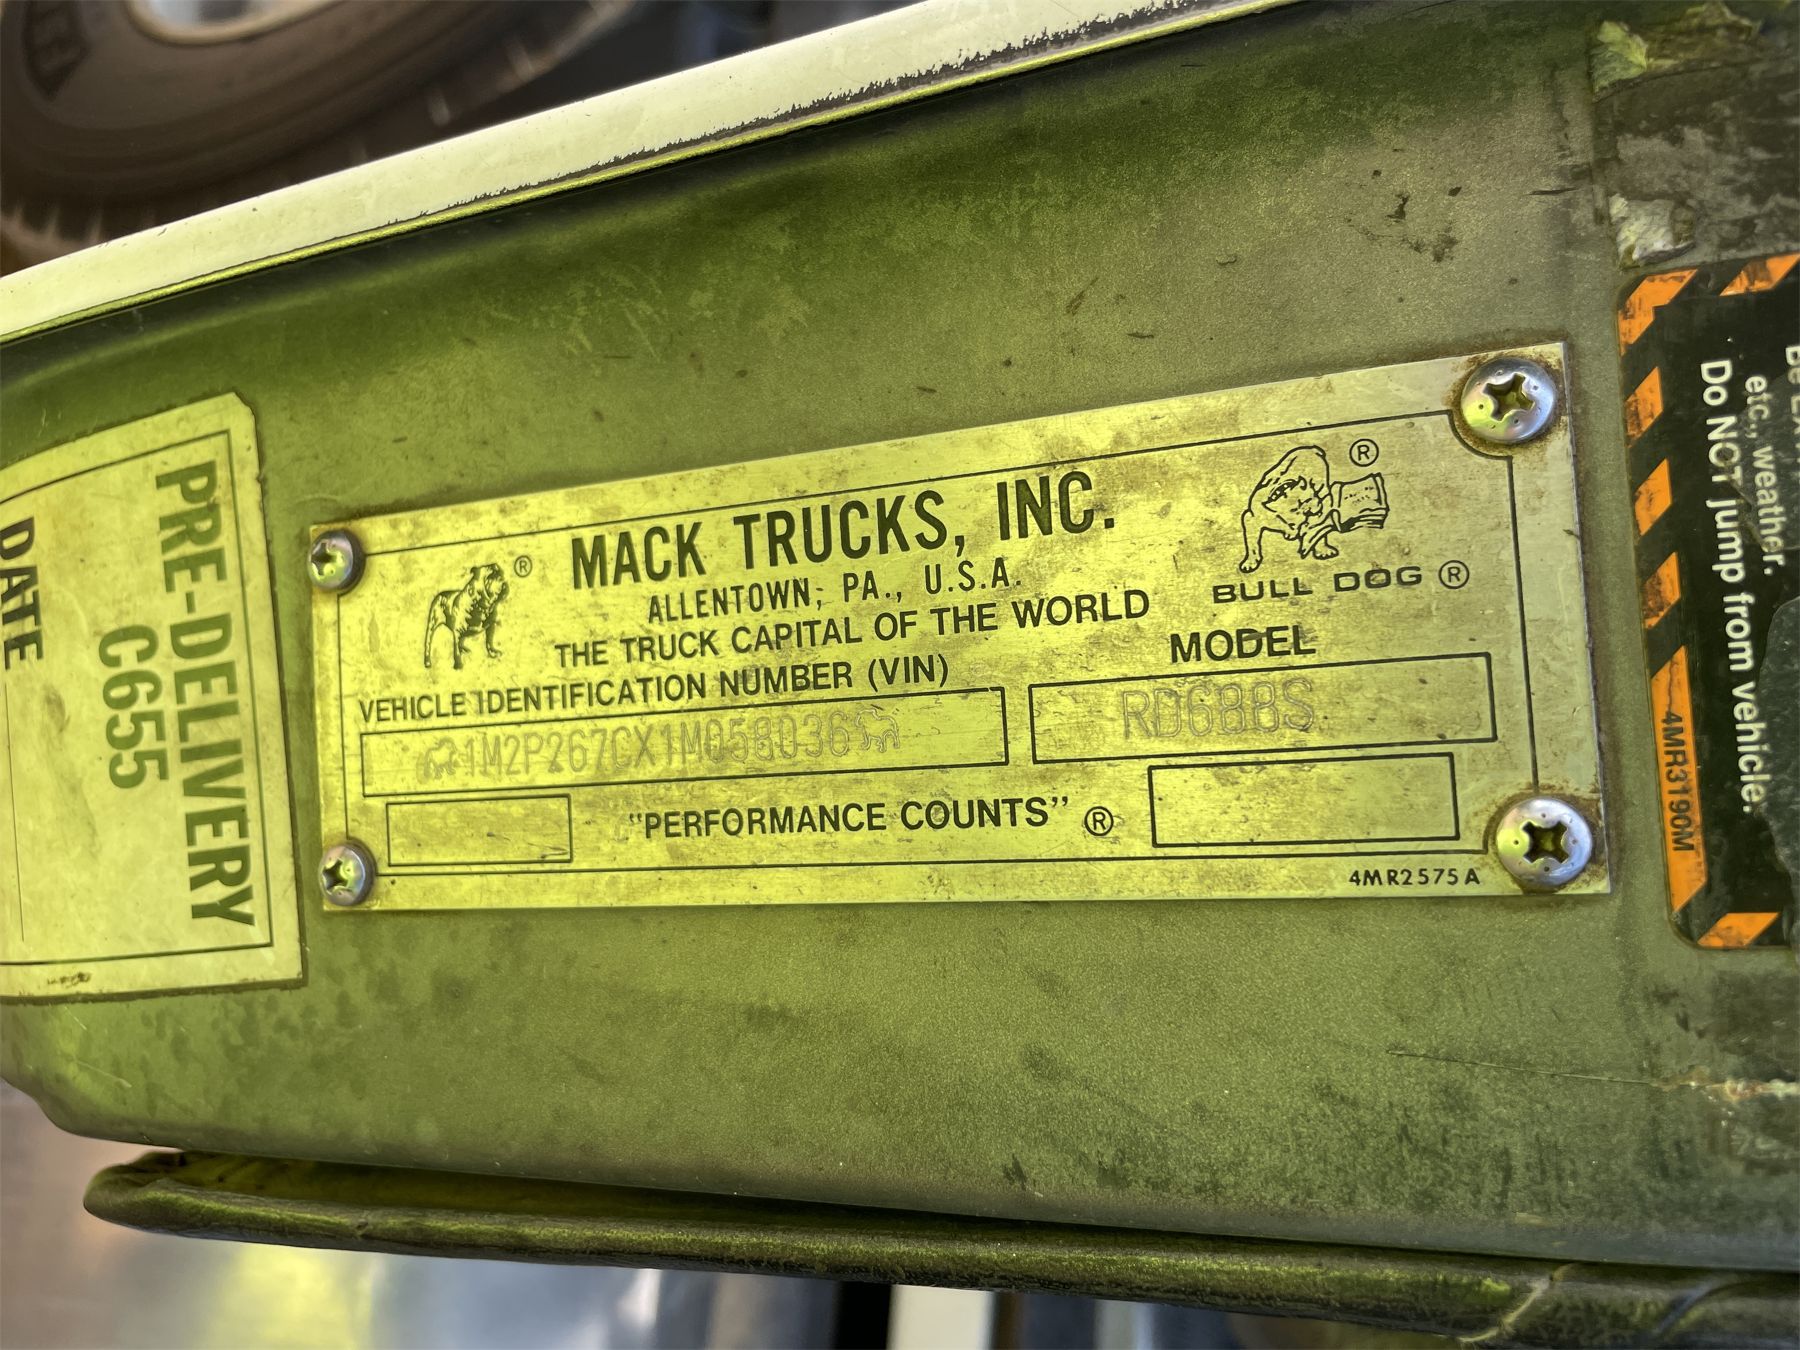 PRE-DELIVERY
C655
DATE
®
MACK TRUCKS, INC.
ALLENTOWN, PA., U.S.A.
THE TRUCK CAPITAL OF THE WORLD
®
BULL DOG ®
VEHICLE IDENTIFICATION NUMBER (VIN)
MODEL
1M2P267CX1M058036
RD688S
"PERFORMANCE COUNTS" ®
4MR2575A
etc., weather.
Do NOT jump from vehicle.
4MR3190M